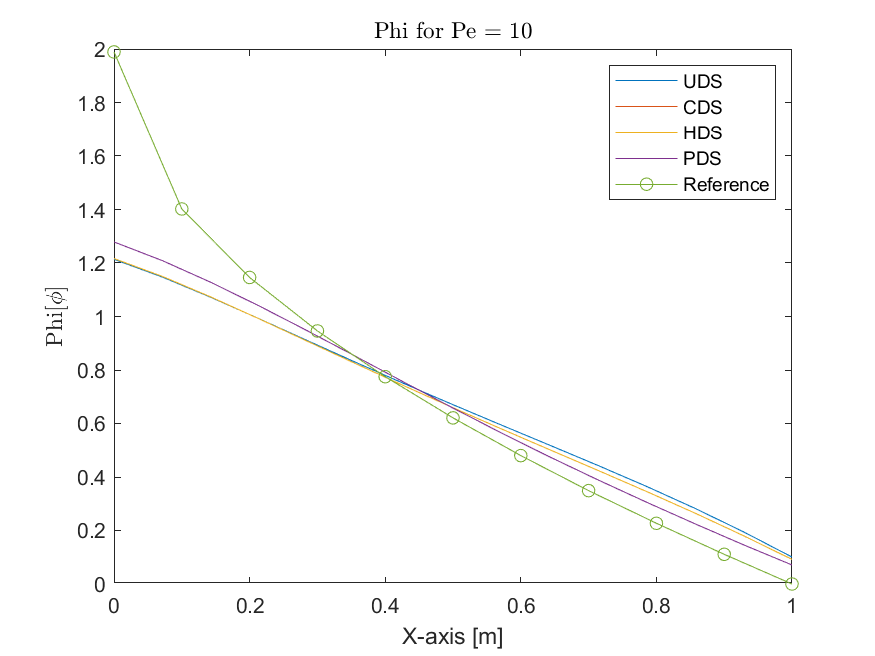 Phi for Pe = 10
2
1.8
1.6
1.4
1.2
1
0.8
0.6
0.4
0.2
0
Phi[ϕ]
UDS
CDS
HDS
PDS
Reference
0 0.2 0.4 0.6 0.8 1
X-axis [m]